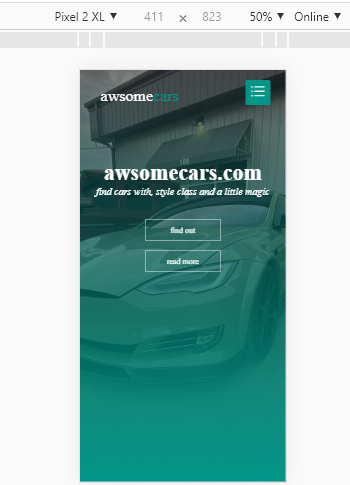 Pixel 2 XL ▼ 411 × 823 50% ▼ Online ▼
awsomecars
100
awsomecars.com
find cars with, style class and a little magic
find out
read more